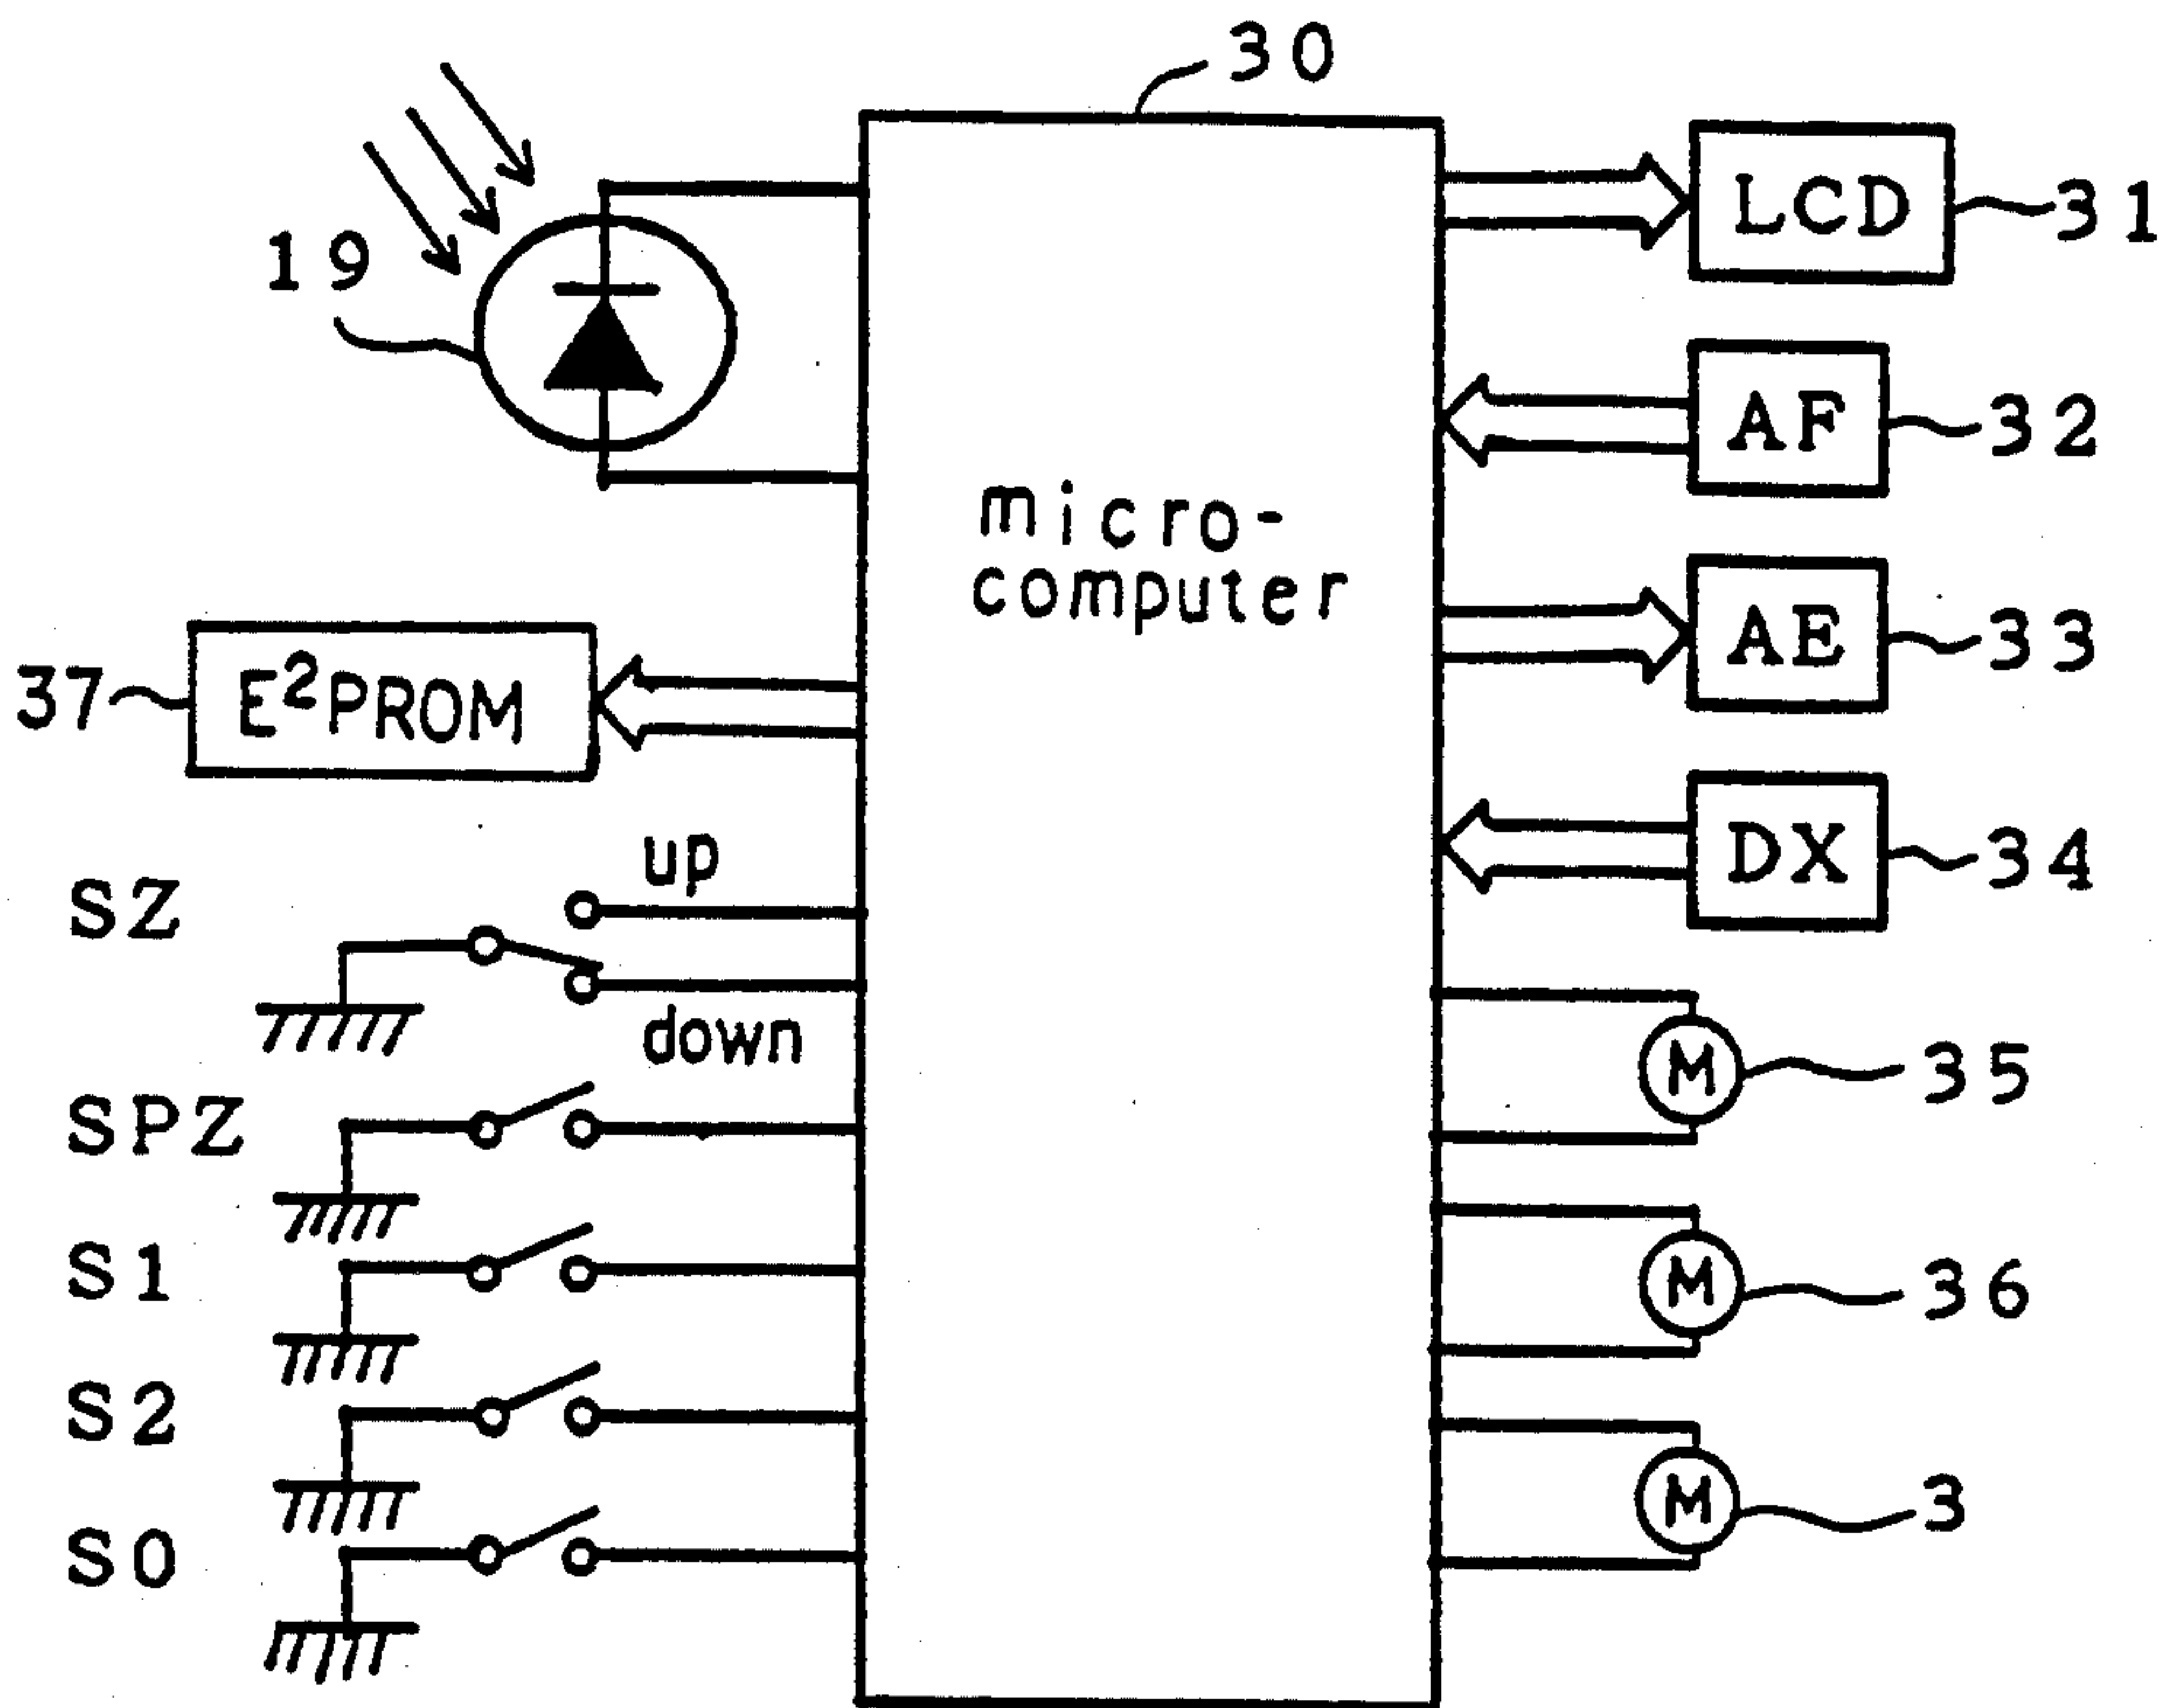 30
LCD
31
19
AF
32
micro-
computer
AE
33
37
E²PROM
DX
34
up
SZ
down
M
35
SPZ
S1
M
36
S2
M
3
S0